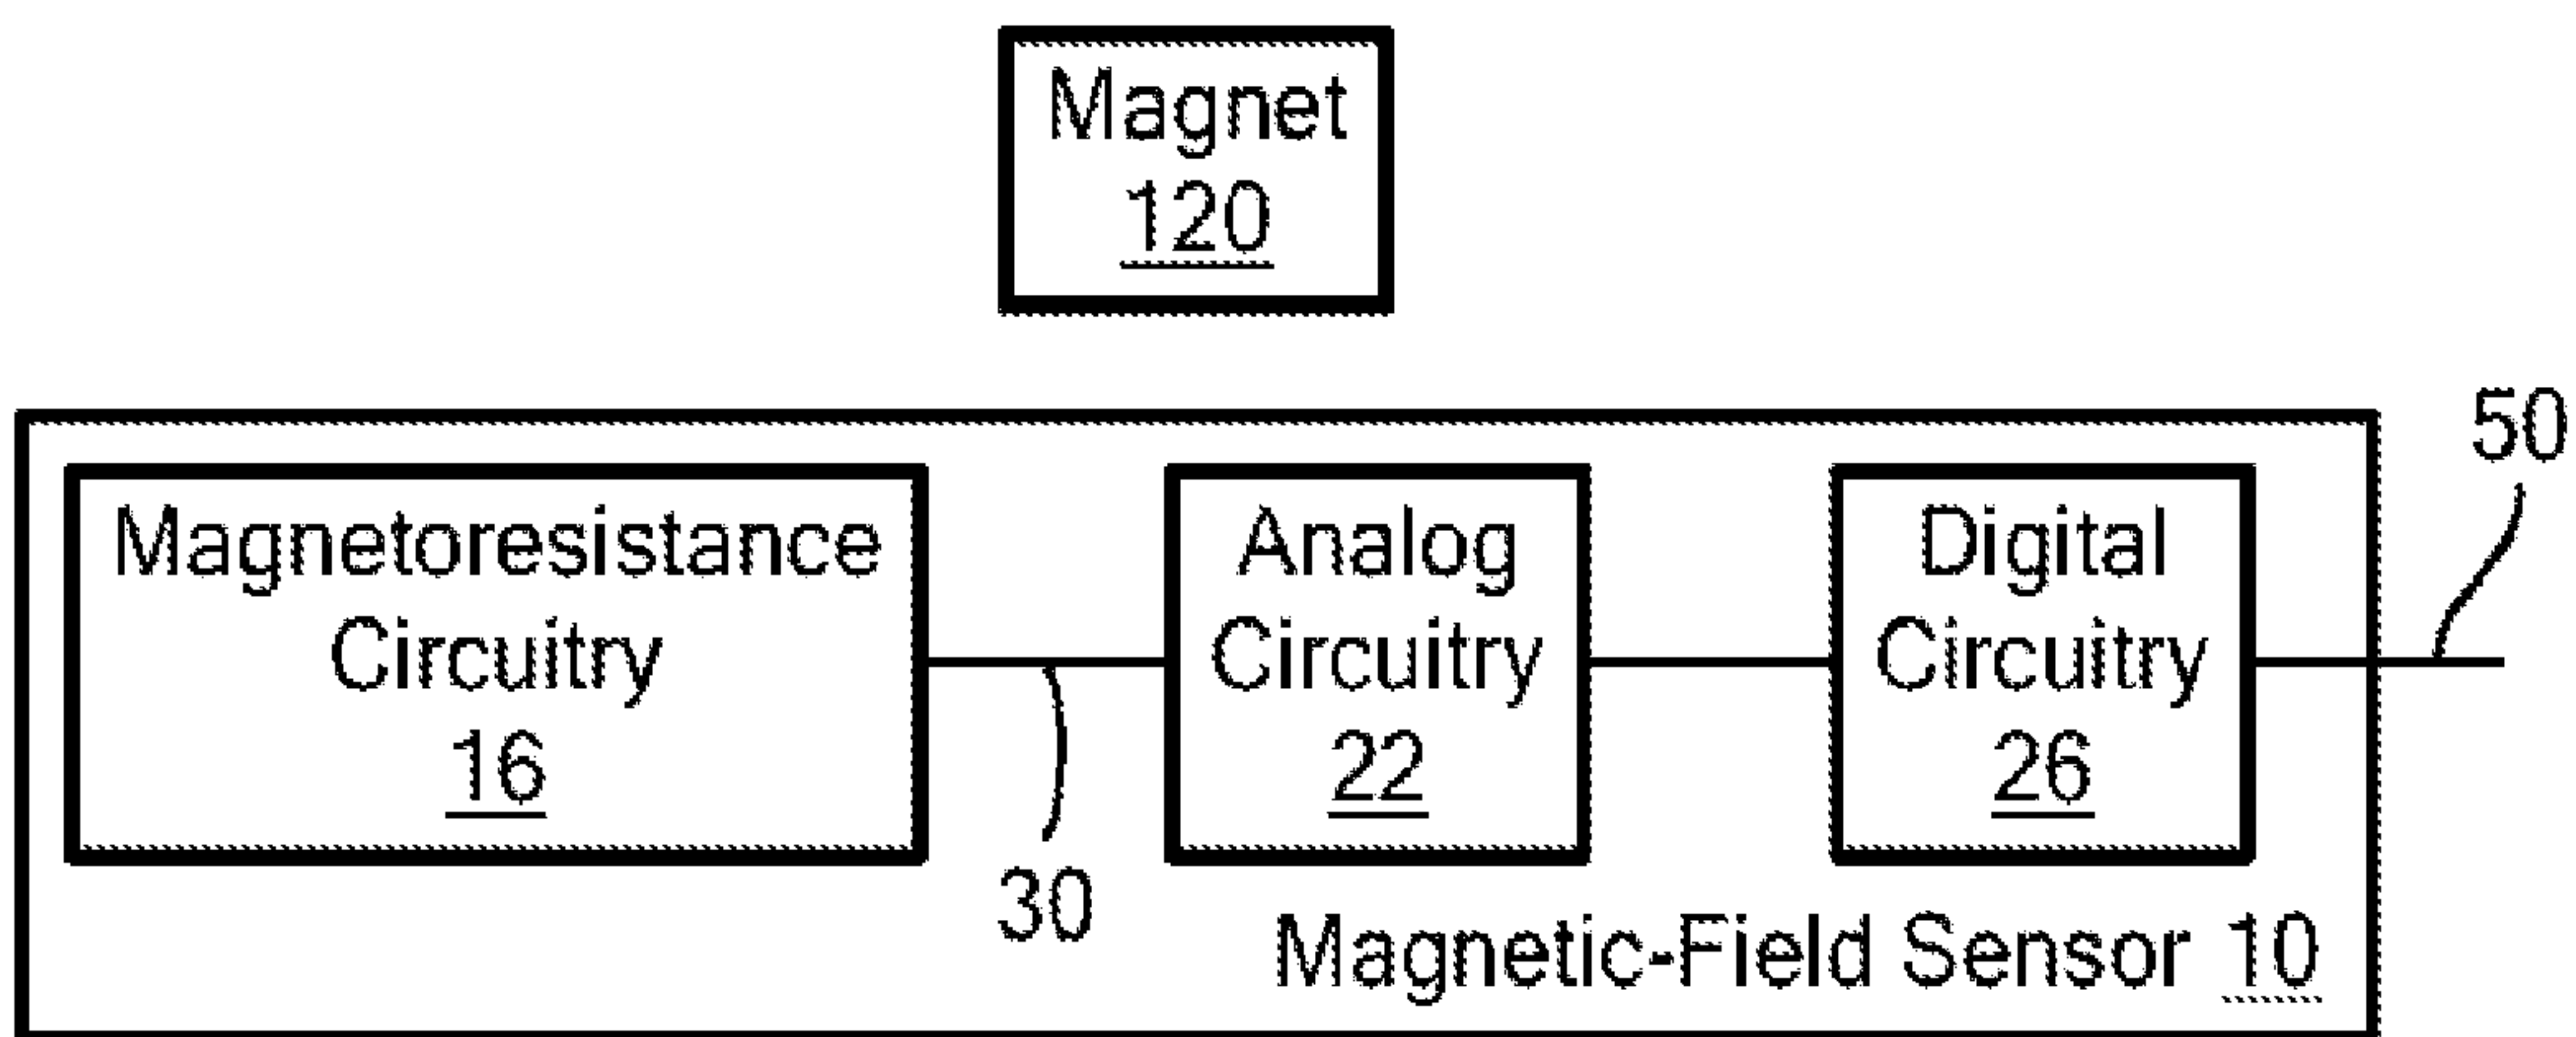 Magnet
120
50
Magnetoresistance
Circuitry
16
Analog
Circuitry
22
Digital
Circuitry
26
30
Magnetic-Field Sensor 10